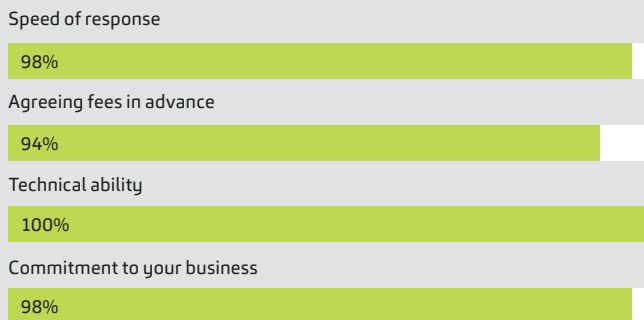 Speed of response
98%
Agreeing fees in advance
94%
Technical ability
100%
Commitment to your business
98%